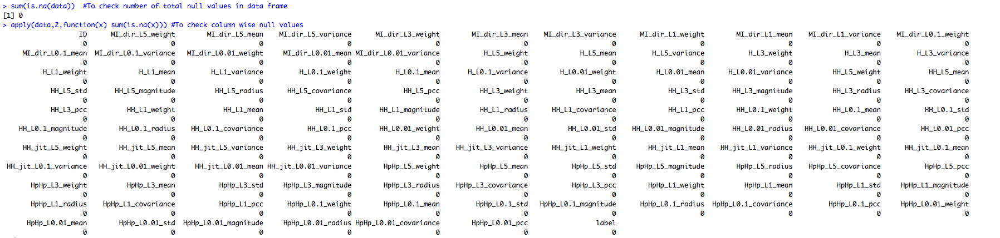 > sum(is.na(data))  #To check number of total null values in data frame
[1] 0
> apply(data,2,function(x) sum(is.na(x))) #To check column wise null values
ID MI_dir_L5_weight MI_dir_L5_mean MI_dir_L5_variance MI_dir_L3_weight MI_dir_L3_mean MI_dir_L3_variance MI_dir_L1_weight MI_dir_L1_mean MI_dir_L1_variance MI_dir_L0.1_weight
0 0 0 0 0 0 0 0 0 0 0
MI_dir_L0.1_mean MI_dir_L0.1_variance MI_dir_L0.01_weight MI_dir_L0.01_mean MI_dir_L0.01_variance H_L5_weight H_L5_mean H_L5_variance H_L3_weight H_L3_mean H_L3_variance
0 0 0 0 0 0 0 0 0 0 0
H_L1_weight H_L1_mean H_L1_variance H_L0.1_weight H_L0.1_mean H_L0.1_variance H_L0.01_weight H_L0.01_mean H_L0.01_variance HH_L5_weight HH_L5_mean
0 0 0 0 0 0 0 0 0 0 0
HH_L5_std HH_L5_magnitude HH_L5_radius HH_L5_covariance HH_L5_pcc HH_L3_weight HH_L3_mean HH_L3_std HH_L3_magnitude HH_L3_radius HH_L3_covariance
0 0 0 0 0 0 0 0 0 0 0
HH_L3_pcc HH_L1_weight HH_L1_mean HH_L1_std HH_L1_magnitude HH_L1_radius HH_L1_covariance HH_L1_pcc HH_L0.1_weight HH_L0.1_mean HH_L0.1_std
0 0 0 0 0 0 0 0 0 0 0
HH_L0.1_magnitude HH_L0.1_radius HH_L0.1_covariance HH_L0.1_pcc HH_L0.01_weight HH_L0.01_mean HH_L0.01_std HH_L0.01_magnitude HH_L0.01_radius HH_L0.01_covariance HH_L0.01_pcc
0 0 0 0 0 0 0 0 0 0 0
HH_jit_L5_weight HH_jit_L5_mean HH_jit_L5_variance HH_jit_L3_weight HH_jit_L3_mean HH_jit_L3_variance HH_jit_L1_weight HH_jit_L1_mean HH_jit_L1_variance HH_jit_L0.1_weight HH_jit_L0.1_mean
0 0 0 0 0 0 0 0 0 0 0
HH_jit_L0.1_variance HH_jit_L0.01_weight HH_jit_L0.01_mean HH_jit_L0.01_variance HpHp_L5_weight HpHp_L5_mean HpHp_L5_std HpHp_L5_magnitude HpHp_L5_radius HpHp_L5_covariance HpHp_L5_pcc
0 0 0 0 0 0 0 0 0 0 0
HpHp_L3_weight HpHp_L3_mean HpHp_L3_std HpHp_L3_magnitude HpHp_L3_radius HpHp_L3_covariance HpHp_L3_pcc HpHp_L1_weight HpHp_L1_mean HpHp_L1_std HpHp_L1_magnitude
0 0 0 0 0 0 0 0 0 0 0
HpHp_L1_radius HpHp_L1_covariance HpHp_L1_pcc HpHp_L0.1_weight HpHp_L0.1_mean HpHp_L0.1_std HpHp_L0.1_magnitude HpHp_L0.1_radius HpHp_L0.1_covariance HpHp_L0.1_pcc HpHp_L0.01_weight
0 0 0 0 0 0 0 0 0 0 0
HpHp_L0.01_mean HpHp_L0.01_std HpHp_L0.01_magnitude HpHp_L0.01_radius HpHp_L0.01_covariance HpHp_L0.01_pcc label
0 0 0 0 0 0 0